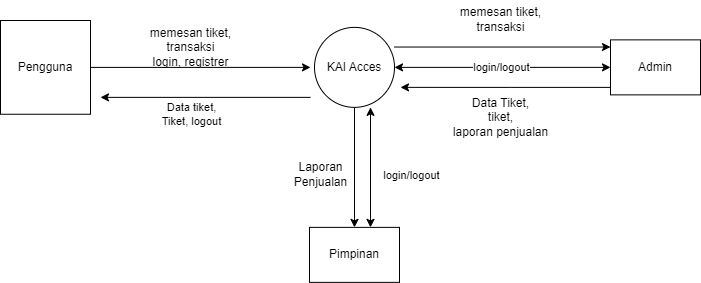 memesan tiket,
transaksi
login, registrer
Pengguna
Data tiket,
Tiket, logout
KAI Acces
memesan tiket,
transaksi
login/logout
Data Tiket,
tiket,
laporan penjualan
Admin
Laporan
Penjualan
login/logout
Pimpinan